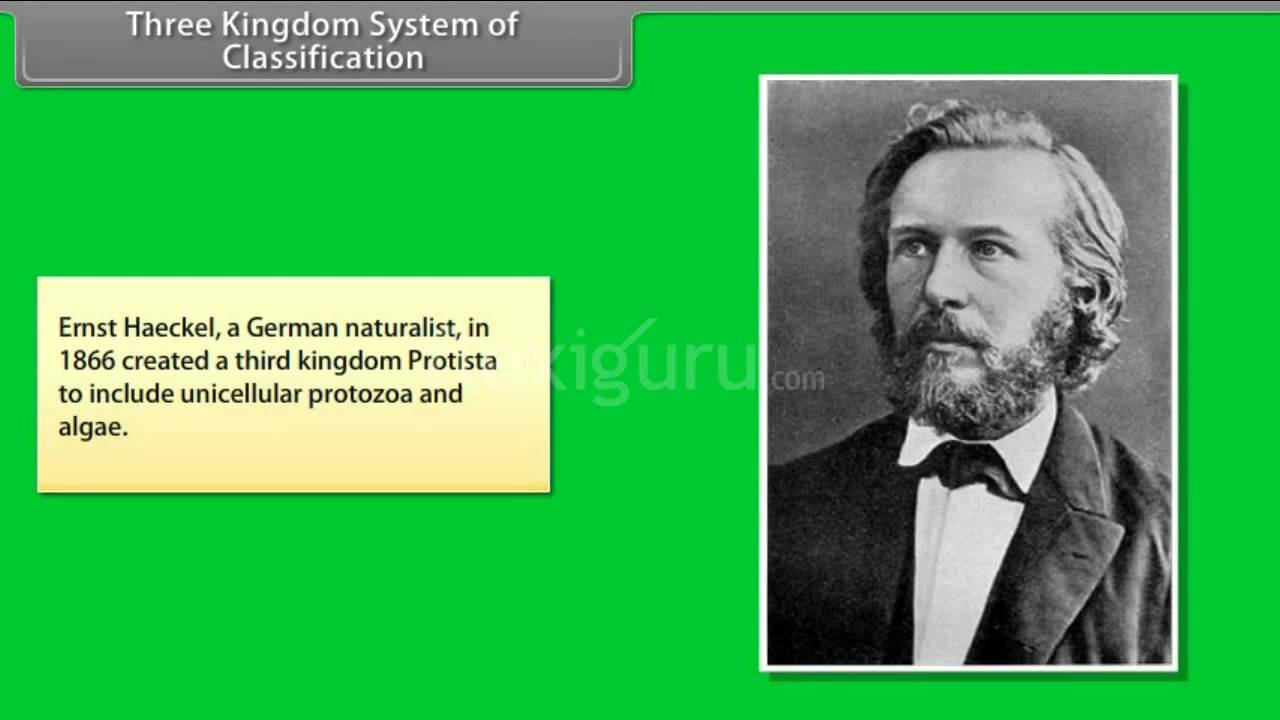 Three Kingdom System of
Classification
Ernst Haeckel, a German naturalist, in
1866 created a third kingdom Protista
to include unicellular protozoa and
algae.
.com